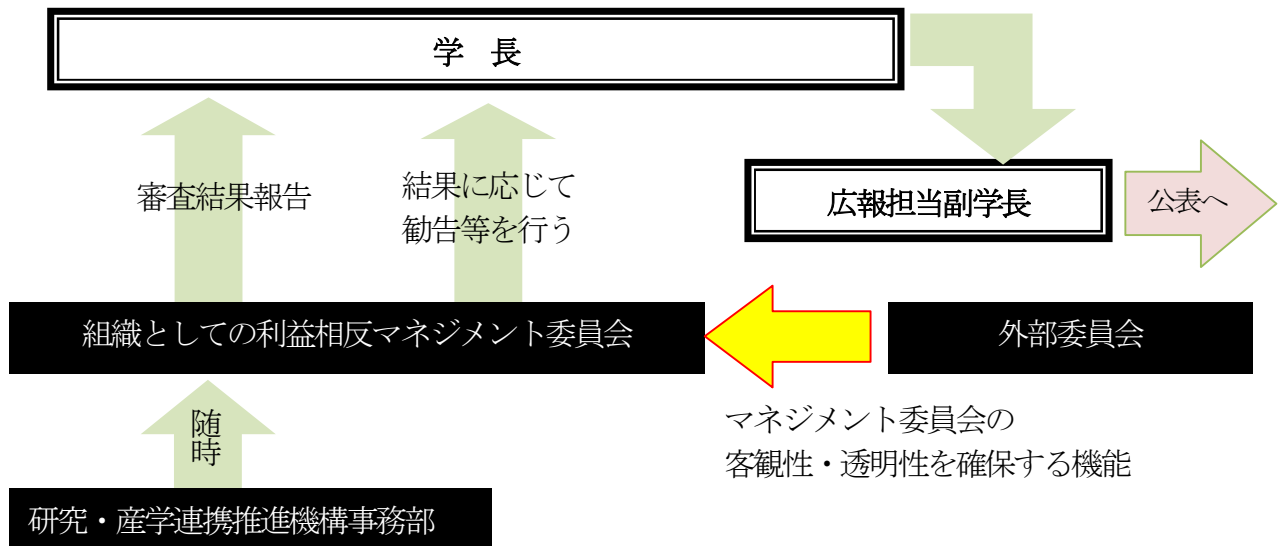 学 長
審査結果報告
結果に応じて
勧告等を行う
広報担当副学長
公表へ
組織としての利益相反マネジメント委員会
外部委員会
随時
マネジメント委員会の
客観性・透明性を確保する機能
研究・産学連携推進機構事務部